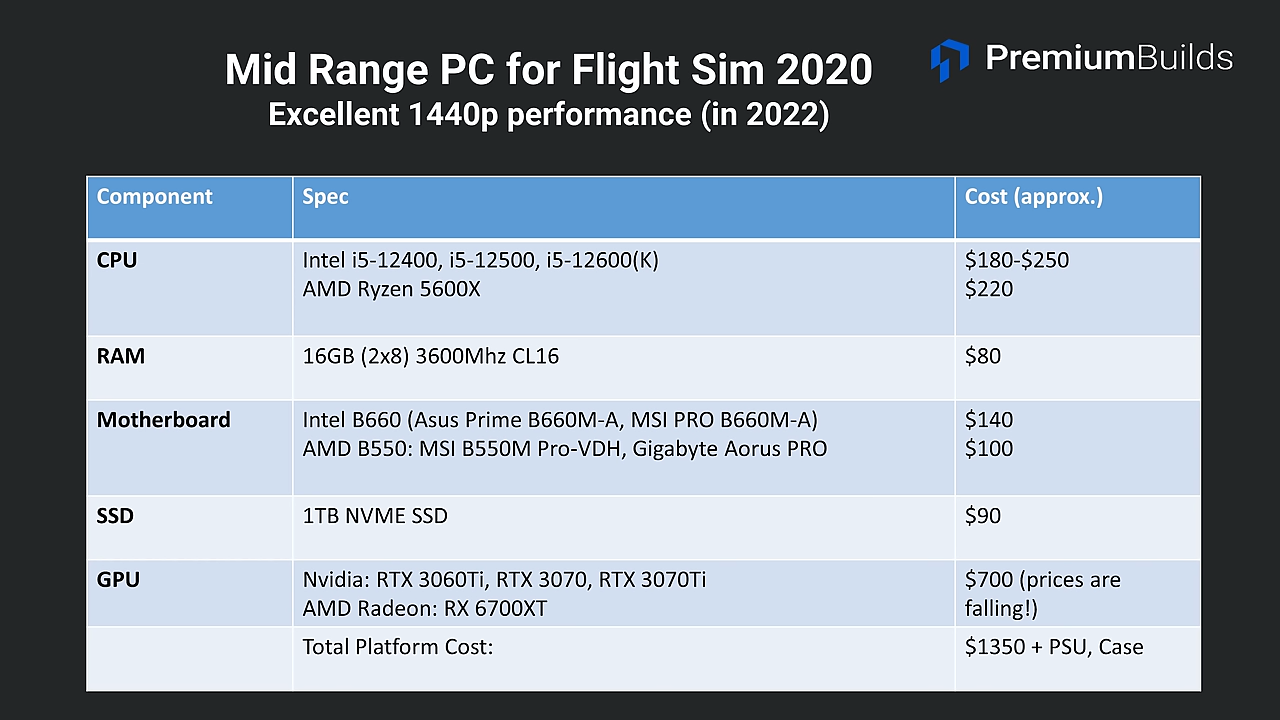 Mid Range PC for Flight Sim 2020
Excellent 1440p performance (in 2022)
PremiumBuilds
Component Spec Cost (approx.)
CPU Intel i5-12400, i5-12500, i5-12600(K) $180-$250
AMD Ryzen 5600X $220
RAM 16GB (2x8) 3600Mhz CL16 $80
Motherboard Intel B660 (Asus Prime B660M-A, MSI PRO B660M-A) $140
AMD B550: MSI B550M Pro-VDH, Gigabyte Aorus PRO $100
SSD 1TB NVME SSD $90
GPU Nvidia: RTX 3060Ti, RTX 3070, RTX 3070Ti $700 (prices are
AMD Radeon: RX 6700XT falling!)
Total Platform Cost: $1350 + PSU, Case